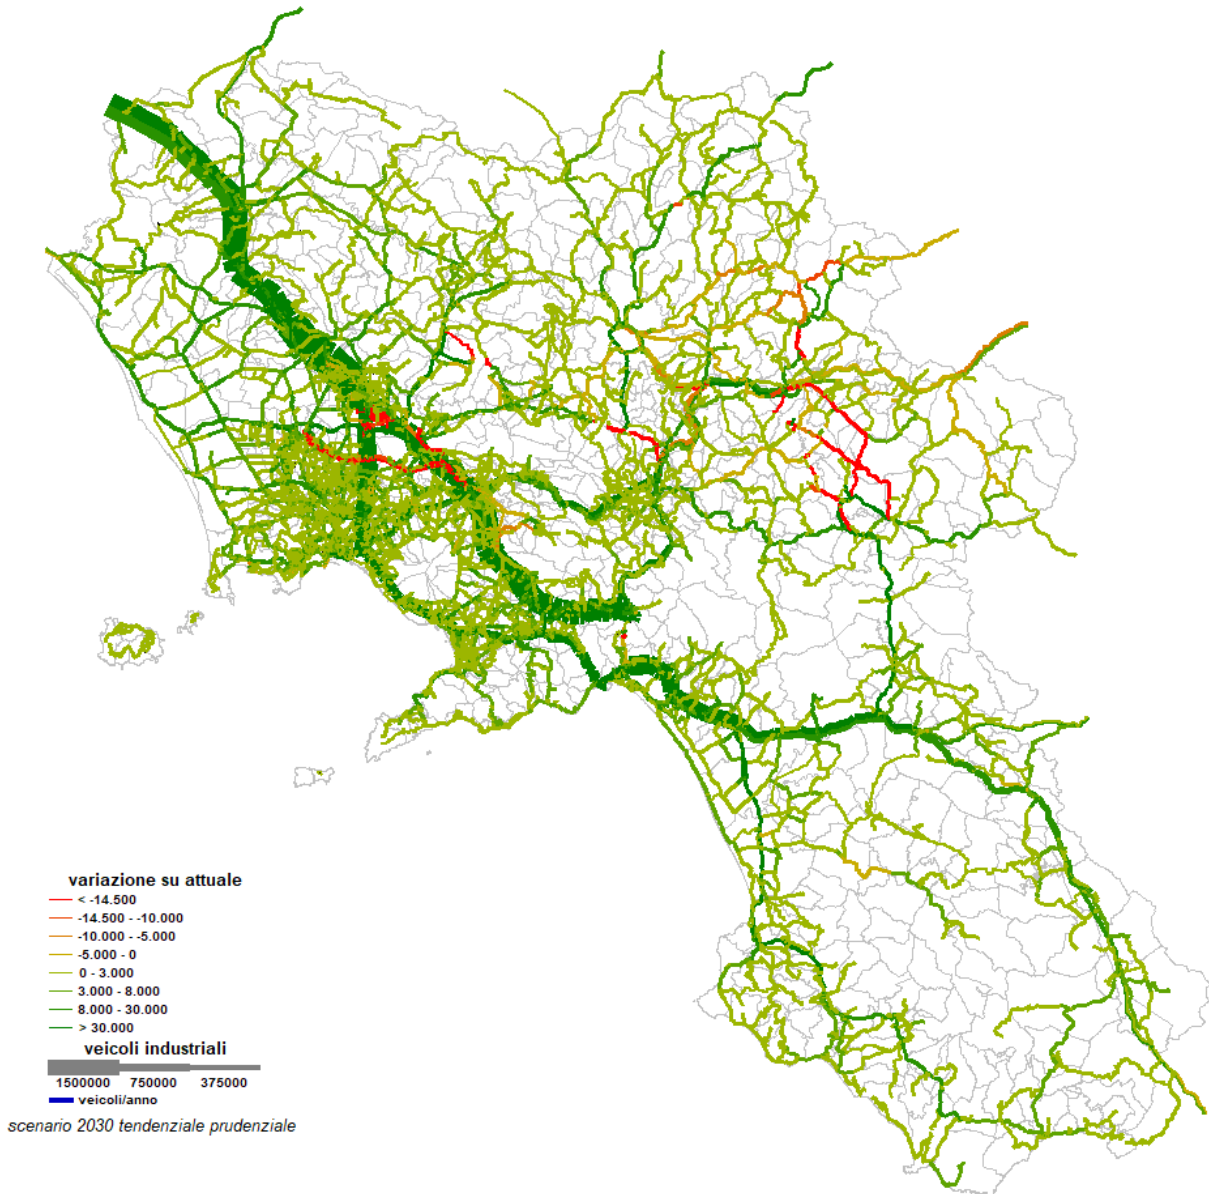 variazione su attuale
< -14.500
-14.500 - -10.000
-10.000 - -5.000
-5.000 - 0
0 - 3.000
3.000 - 8.000
8.000 - 30.000
> 30.000
veicoli industriali
1500000 750000 375000
veicoli/anno
scenario 2030 tendenziale prudenziale